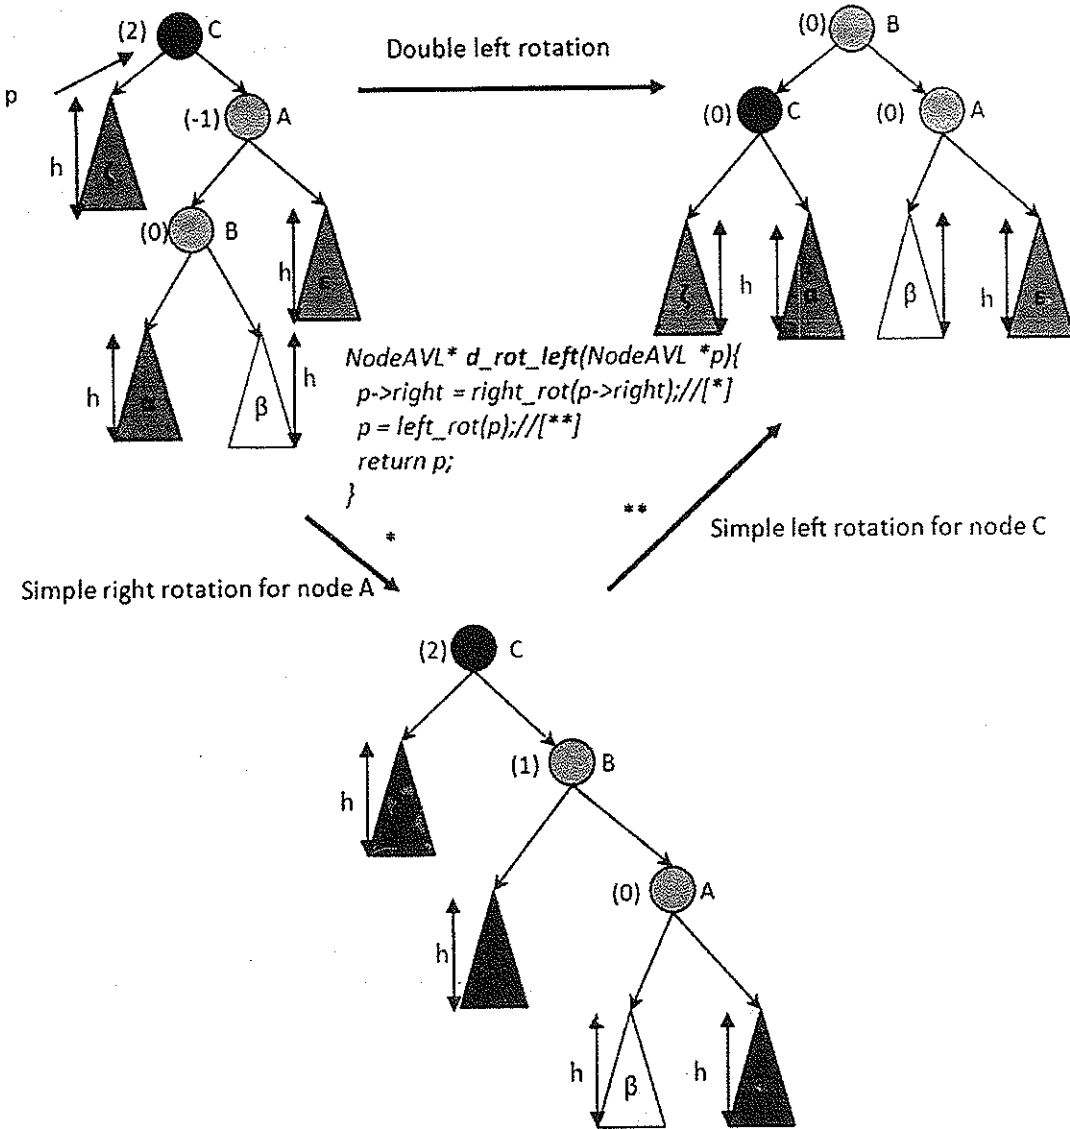 (2) C
Double left rotation
(0) B
p
(-1) A
(0) C
(0) A
h ζ
(0) B
h ε
ζ h α
β h ε
h α
β h
NodeAVL* d_rot_left(NodeAVL *p){
p->right = right_rot(p->right);//[*]
p = left_rot(p);//[**]
return p;
}
*
**
Simple left rotation for node C
Simple right rotation for node A
(2) C
h
(1) B
h
(0) A
h β h